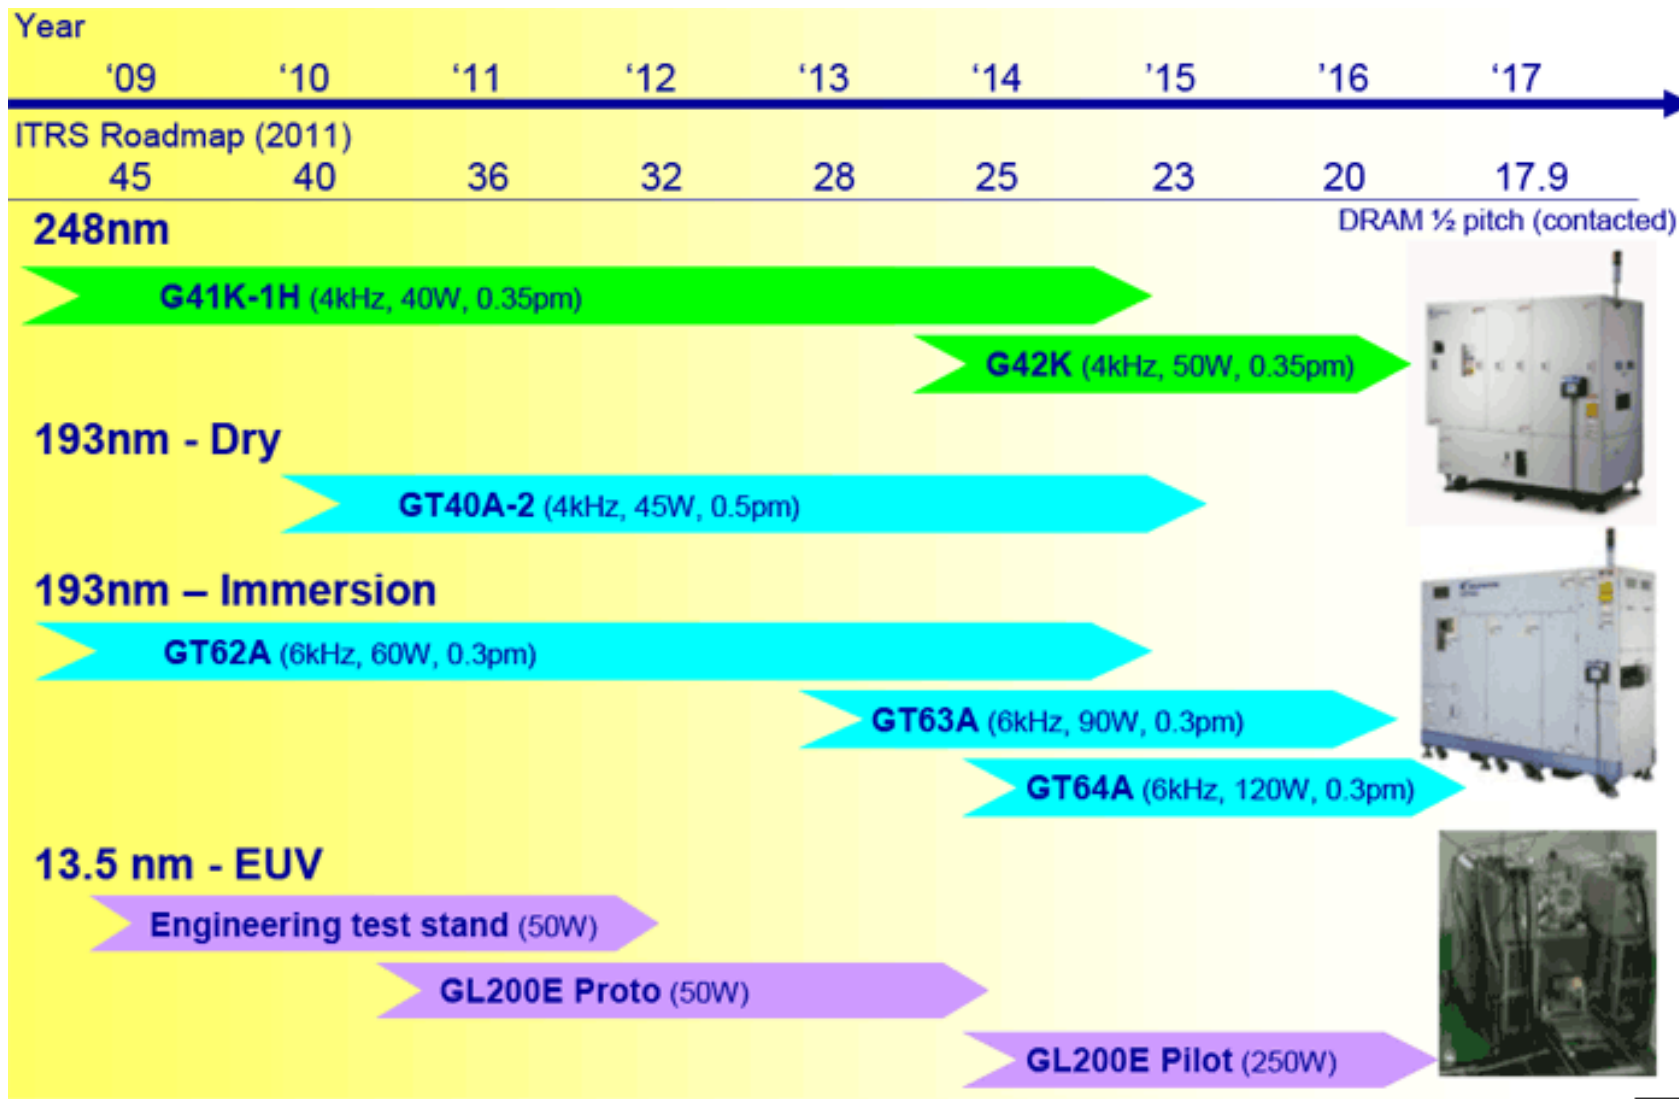 Year
‘09 ‘10 ‘11 ‘12 ‘13 ‘14 ’15 ’16 ‘17
ITRS Roadmap (2011)
45 40 36 32 28 25 23 20 17.9
DRAM ½ pitch (contacted)
248nm
G41K-1H (4kHz, 40W, 0.35pm)
G42K (4kHz, 50W, 0.35pm)
193nm - Dry
GT40A-2 (4kHz, 45W, 0.5pm)
193nm – Immersion
GT62A (6kHz, 60W, 0.3pm)
GT63A (6kHz, 90W, 0.3pm)
GT64A (6kHz, 120W, 0.3pm)
13.5 nm - EUV
Engineering test stand (50W)
GL200E Proto (50W)
GL200E Pilot (250W)